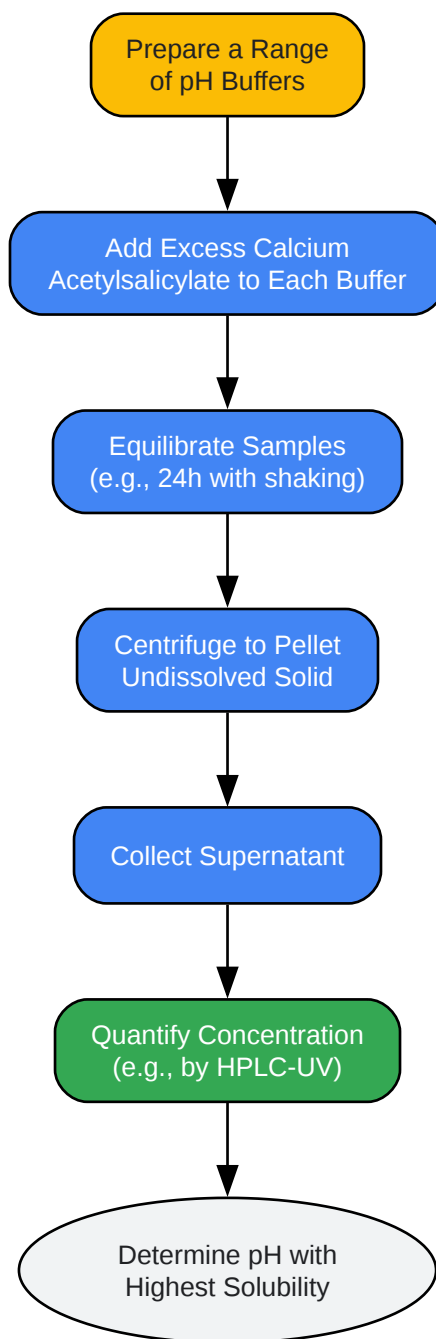 Prepare a Range
of pH Buffers
Add Excess Calcium
Acetylsalicylate to Each Buffer
Equilibrate Samples
(e.g., 24h with shaking)
Centrifuge to Pellet
Undissolved Solid
Collect Supernatant
Quantify Concentration
(e.g., by HPLC-UV)
Determine pH with
Highest Solubility